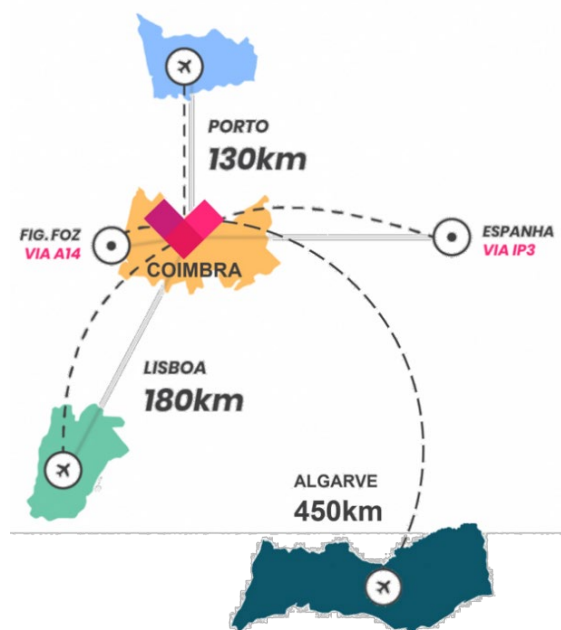 PORTO
130km
FIG. FOZ
VIA A14
ESPANHA
VIA IP3
COIMBRA
LISBOA
180km
ALGARVE
450km